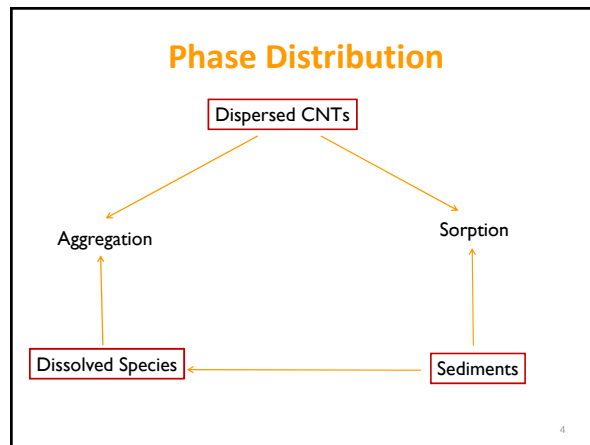 Phase Distribution
Dispersed CNTs
Aggregation
Sorption
Dissolved Species
Sediments
4